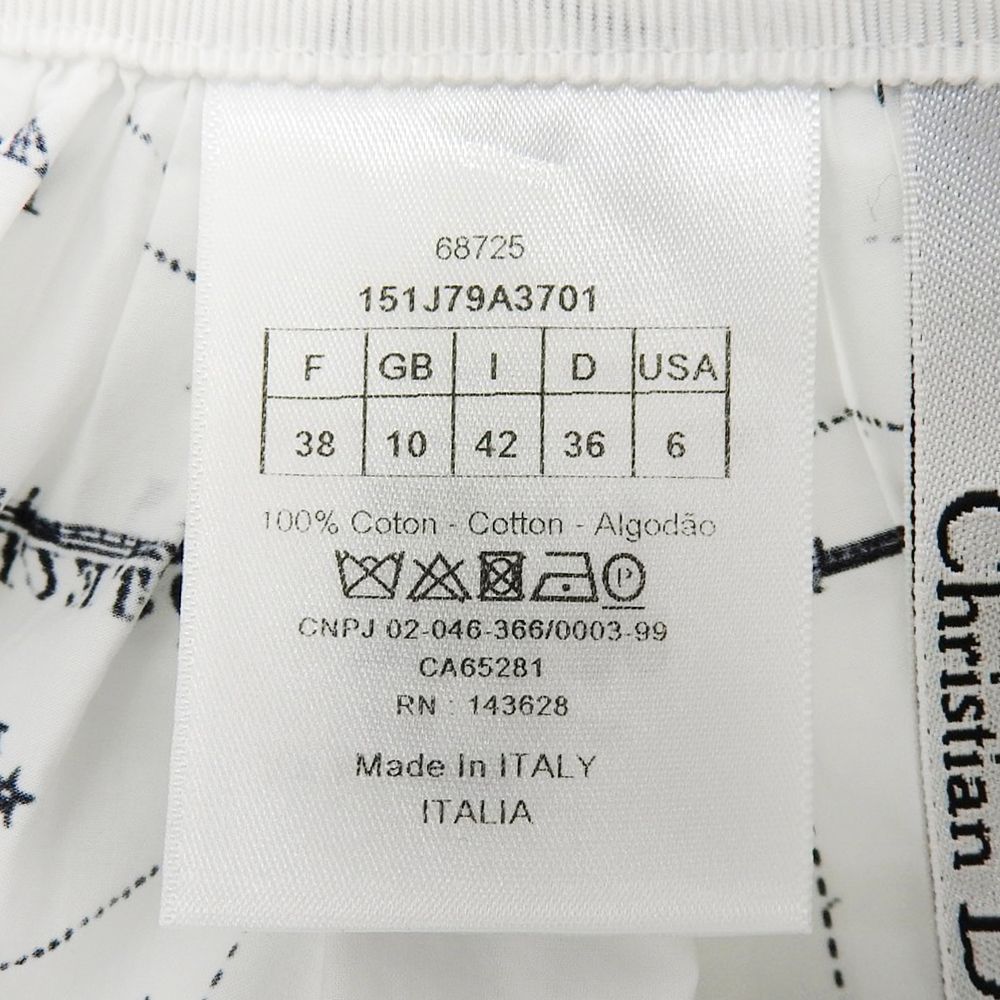 68725
151J79A3701
F GB I D USA
38 10 42 36 6
100% Coton - Cotton - Algodão
P
CNPJ 02-046-366/0003-99
CA65281
RN : 143628
Made In ITALY
ITALIA
Christian D